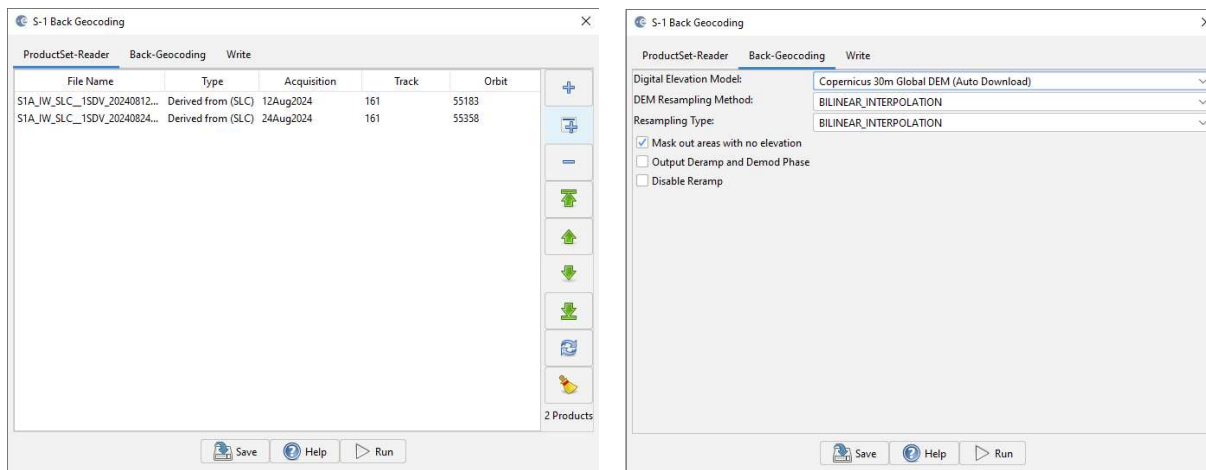 S-1 Back Geocoding
ProductSet-Reader Back-Geocoding Write
File Name Type Acquisition Track Orbit
S1A_IW_SLC__1SDV_20240812... Derived from (SLC) 12Aug2024 161 55183
S1A_IW_SLC__1SDV_20240824... Derived from (SLC) 24Aug2024 161 55358
2 Products
Save Help Run
S-1 Back Geocoding
ProductSet-Reader Back-Geocoding Write
Digital Elevation Model: Copernicus 30m Global DEM (Auto Download)
DEM Resampling Method: BILINEAR_INTERPOLATION
Resampling Type: BILINEAR_INTERPOLATION
Mask out areas with no elevation
Output Deramp and Demod Phase
Disable Reramp
Save Help Run